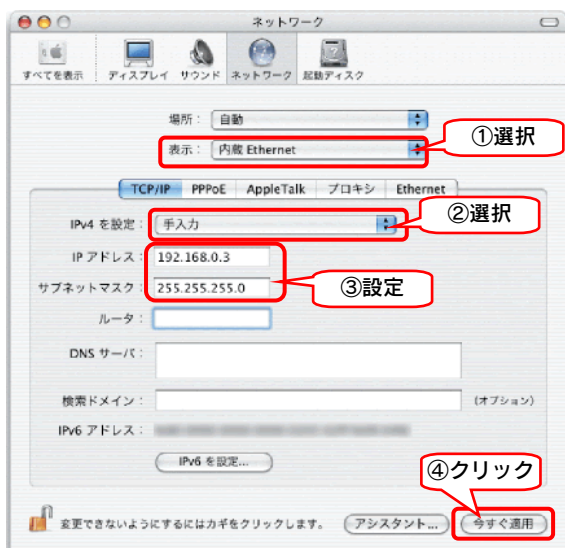 ネットワーク
すべてを表示 ディスプレイ サウンド ネットワーク 起動ディスク
場所： 自動
表示： 内蔵 Ethernet
①選択
TCP/IP PPPoE AppleTalk プロキシ Ethernet
IPv4 を設定： 手入力
②選択
IP アドレス： 192.168.0.3
サブネットマスク： 255.255.255.0
③設定
ルータ：
DNS サーバ：
検索ドメイン： (オプション)
IPv6 アドレス：
IPv6 を設定...
④クリック
変更できないようにするにはカギをクリックします。 アシスタント... 今すぐ適用